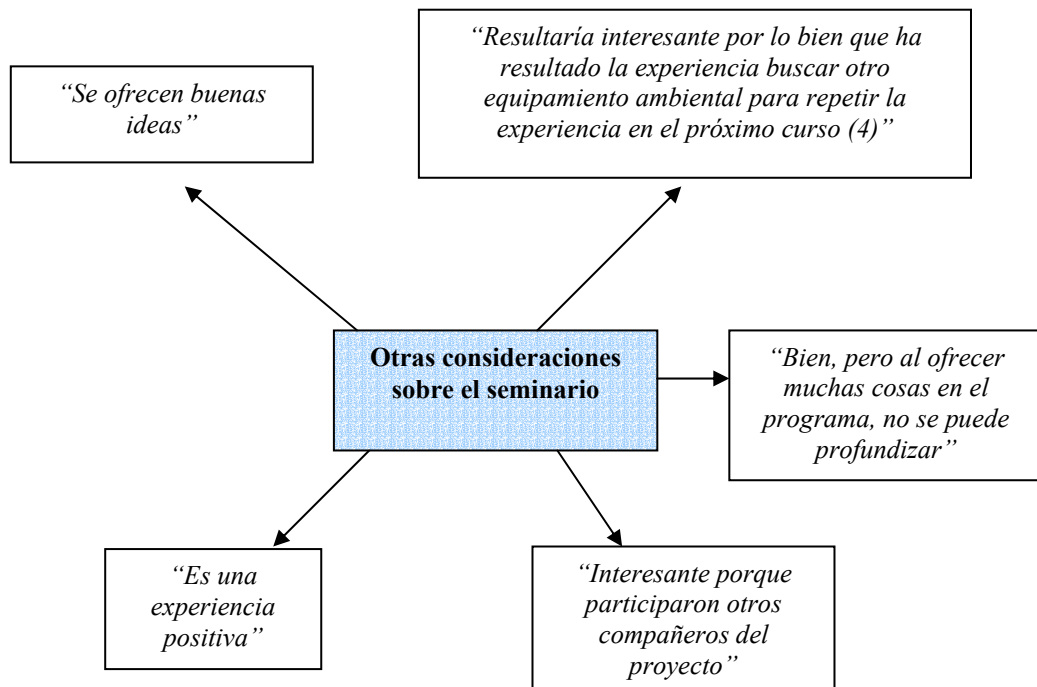 “Se ofrecen buenas
ideas”
“Resultaría interesante por lo bien que ha
resultado la experiencia buscar otro
equipamiento ambiental para repetir la
experiencia en el próximo curso (4)”
Otras consideraciones
sobre el seminario
“Bien, pero al ofrecer
muchas cosas en el
programa, no se puede
profundizar”
“Es una
experiencia
positiva”
“Interesante porque
participaron otros
compañeros del
proyecto”